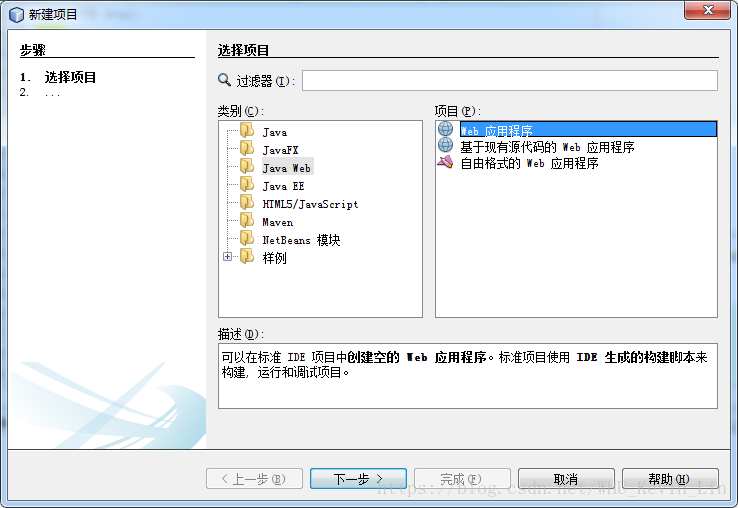 新建项目
步骤
1. 选择项目
2. ...
选择项目
过滤器(I):
类别(C):
Java
JavaFX
Java Web
Java EE
HTML5/JavaScript
Maven
NetBeans 模块
样例
项目(P):
Web 应用程序
基于现有源代码的 Web 应用程序
自由格式的 Web 应用程序
描述(D):
可以在标准 IDE 项目中创建空的 Web 应用程序。标准项目使用 IDE 生成的构建脚本来
构建, 运行和调试项目。
< 上一步(B)
下一步 >
完成(F)
取消
帮助(H)
https://blog.csdn.net/WHU_Kevin_Lin